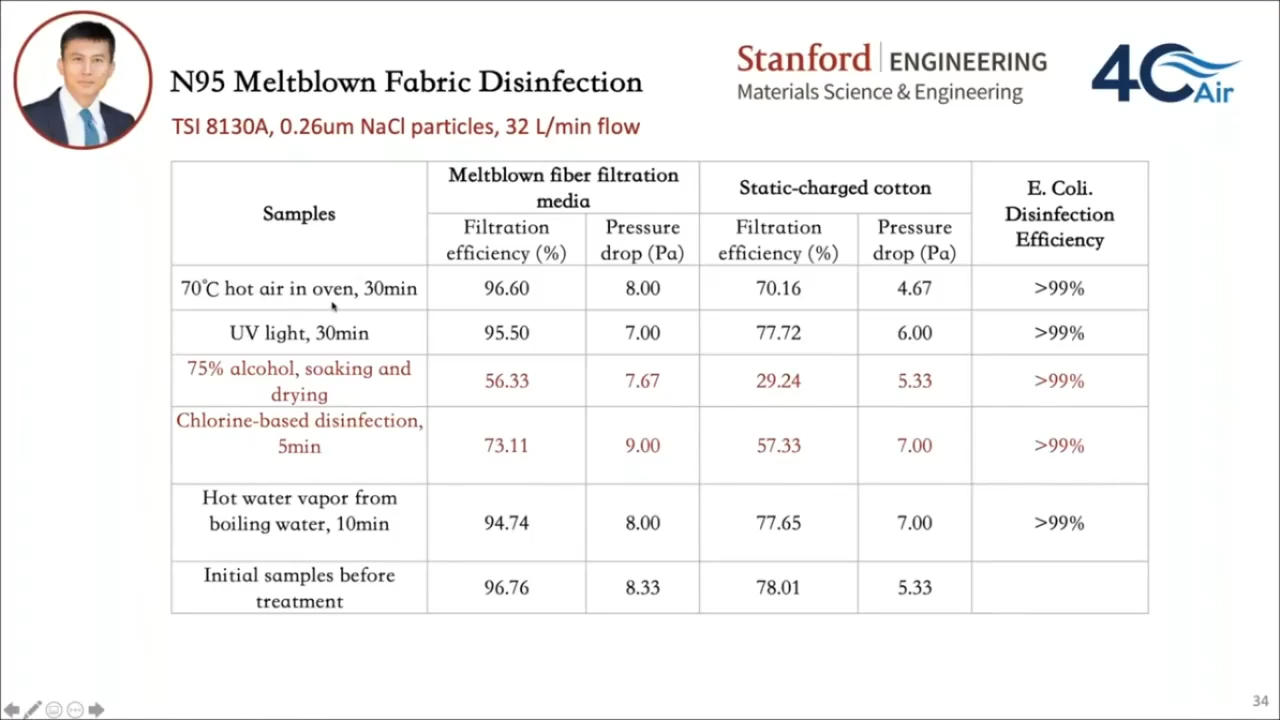 N95 Meltblown Fabric Disinfection
TSI 8130A, 0.26um NaCl particles, 32 L/min flow
Stanford ENGINEERING
Materials Science & Engineering
4C Air
Samples
Meltblown fiber filtration
media
Static-charged cotton
E. Coli.
Disinfection
Efficiency
Filtration
efficiency (%)
Pressure
drop (Pa)
Filtration
efficiency (%)
Pressure
drop (Pa)
70℃ hot air in oven, 30min 96.60 8.00 70.16 4.67 >99%
UV light, 30min 95.50 7.00 77.72 6.00 >99%
75% alcohol, soaking and
drying
56.33 7.67 29.24 5.33 >99%
Chlorine-based disinfection,
5min
73.11 9.00 57.33 7.00 >99%
Hot water vapor from
boiling water, 10min
94.74 8.00 77.65 7.00 >99%
Initial samples before
treatment
96.76 8.33 78.01 5.33
34